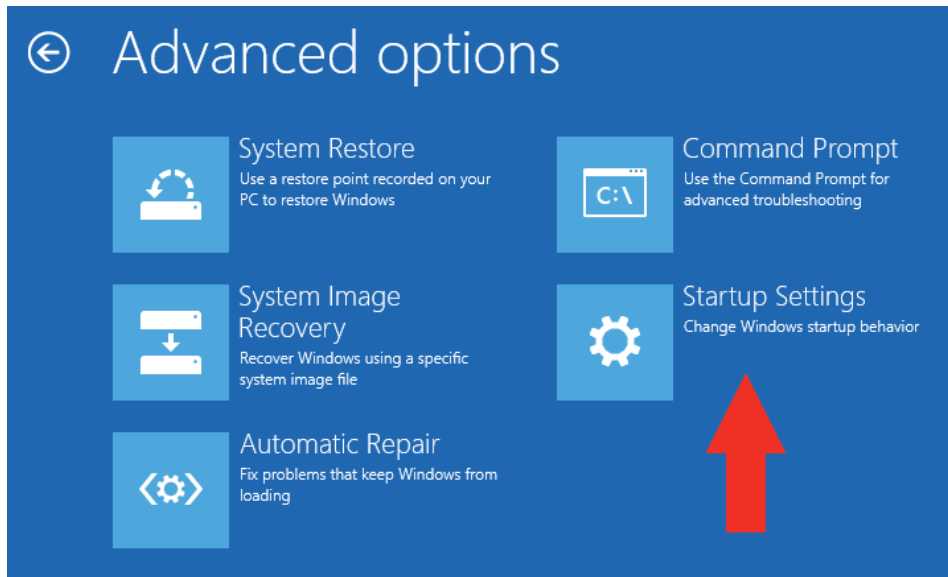 Advanced options
System Restore
Use a restore point recorded on your
PC to restore Windows
System Image
Recovery
Recover Windows using a specific
system image file
Automatic Repair
Fix problems that keep Windows from
loading
C:\
Command Prompt
Use the Command Prompt for
advanced troubleshooting
Startup Settings
Change Windows startup behavior